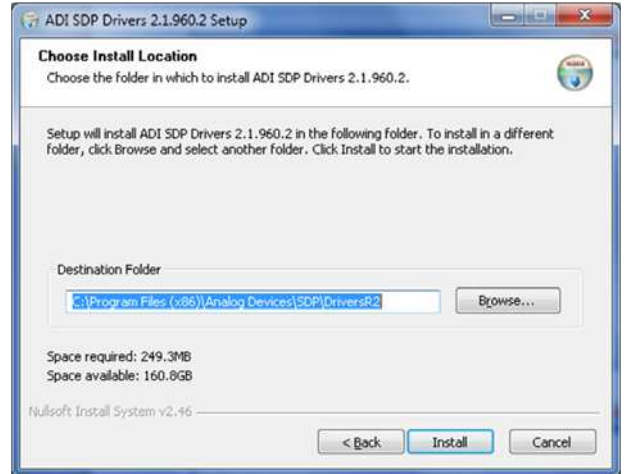 ADI SDP Drivers 2.1.960.2 Setup
Choose Install Location
Choose the folder in which to install ADI SDP Drivers 2.1.960.2.
Setup will install ADI SDP Drivers 2.1.960.2 in the following folder. To install in a different
folder, click Browse and select another folder. Click Install to start the installation.
Destination Folder
C:\Program Files (x86)\Analog Devices\SDP\DriversR2
Browse...
Space required: 249.3MB
Space available: 160.8GB
Nullsoft Install System v2.46
< Back
Install
Cancel